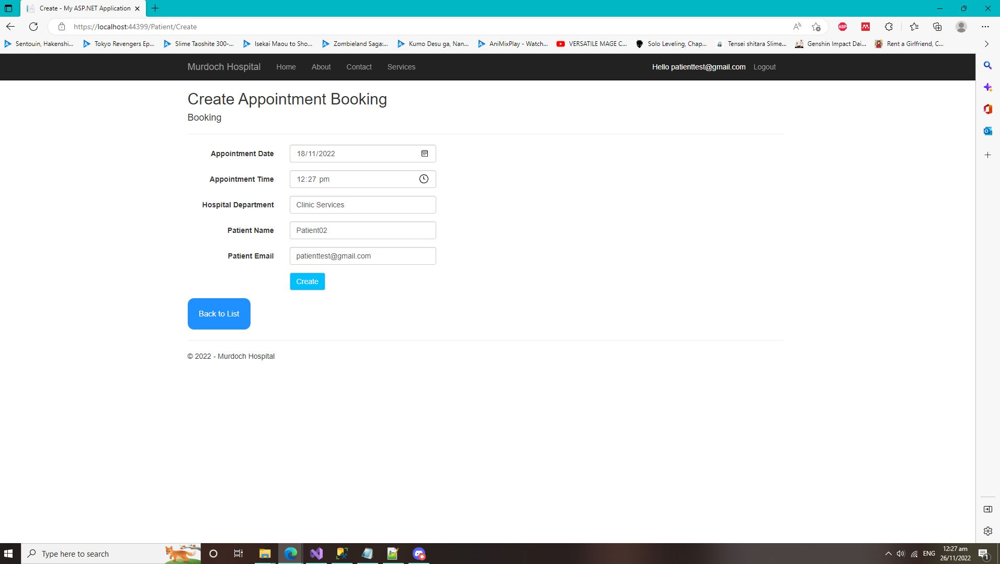 Create - My ASP.NET Application
https://localhost:44399/Patient/Create
Sentouin, Hakenshi... Tokyo Revengers Ep... Slime Taoshite 300-... Isekai Maou to Sho... Zombieland Saga:... Kumo Desu ga, Nan... AniMixPlay - Watch... VERSATILE MAGE C... Solo Leveling, Chap... Tensei shitara Slime... Genshin Impact Dai... Rent a Girlfriend, C...
Murdoch Hospital Home About Contact Services Hello patienttest@gmail.com Logout
Create Appointment Booking
Booking
Appointment Date 18/11/2022
Appointment Time 12:27 pm
Hospital Department Clinic Services
Patient Name Patient02
Patient Email patienttest@gmail.com
Create
Back to List
© 2022 - Murdoch Hospital
Type here to search
ENG
12:27 am
26/11/2022
1
ABP